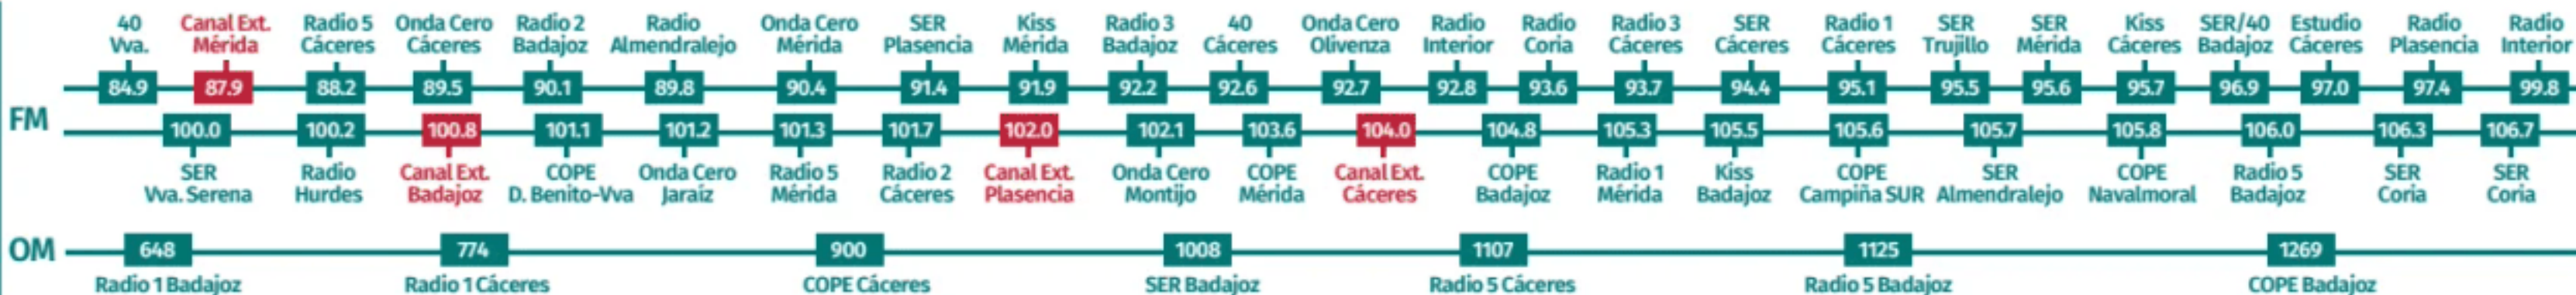 40 Canal Ext. Radio 5 Onda Cero Radio 2 Radio Onda Cero SER Kiss Radio 3 40 Onda Cero Radio Radio Radio 3 SER Radio 1 SER SER Kiss SER/40 Estudio Radio Radio
Vva. Mérida Cáceres Cáceres Badajoz Almendralejo Mérida Plasencia Mérida Badajoz Cáceres Olivenza Interior Coria Cáceres Cáceres Cáceres Trujillo Mérida Cáceres Badajoz Cáceres Plasencia Interior
84.9 87.9 88.2 89.5 90.1 89.8 90.4 91.4 91.9 92.2 92.6 92.7 92.8 93.6 93.7 94.4 95.1 95.5 95.6 95.7 96.9 97.0 97.4 99.8
FM
100.0 100.2 100.8 101.1 101.2 101.3 101.7 102.0 102.1 103.6 104.0 104.8 105.3 105.5 105.6 105.7 105.8 106.0 106.3 106.7
SER Radio Canal Ext. COPE Onda Cero Radio 5 Radio 2 Canal Ext. Onda Cero COPE Canal Ext. COPE Radio 1 Kiss COPE SER COPE Radio 5 SER SER
Vva. Serena Hurdes Badajoz D. Benito-Vva Jaraíz Mérida Cáceres Plasencia Montijo Mérida Cáceres Badajoz Mérida Badajoz Campiña SUR Almendralejo Navalmoral Badajoz Coria Coria
OM 648 774 900 1008 1107 1125 1269
Radio 1 Badajoz Radio 1 Cáceres COPE Cáceres SER Badajoz Radio 5 Cáceres Radio 5 Badajoz COPE Badajoz